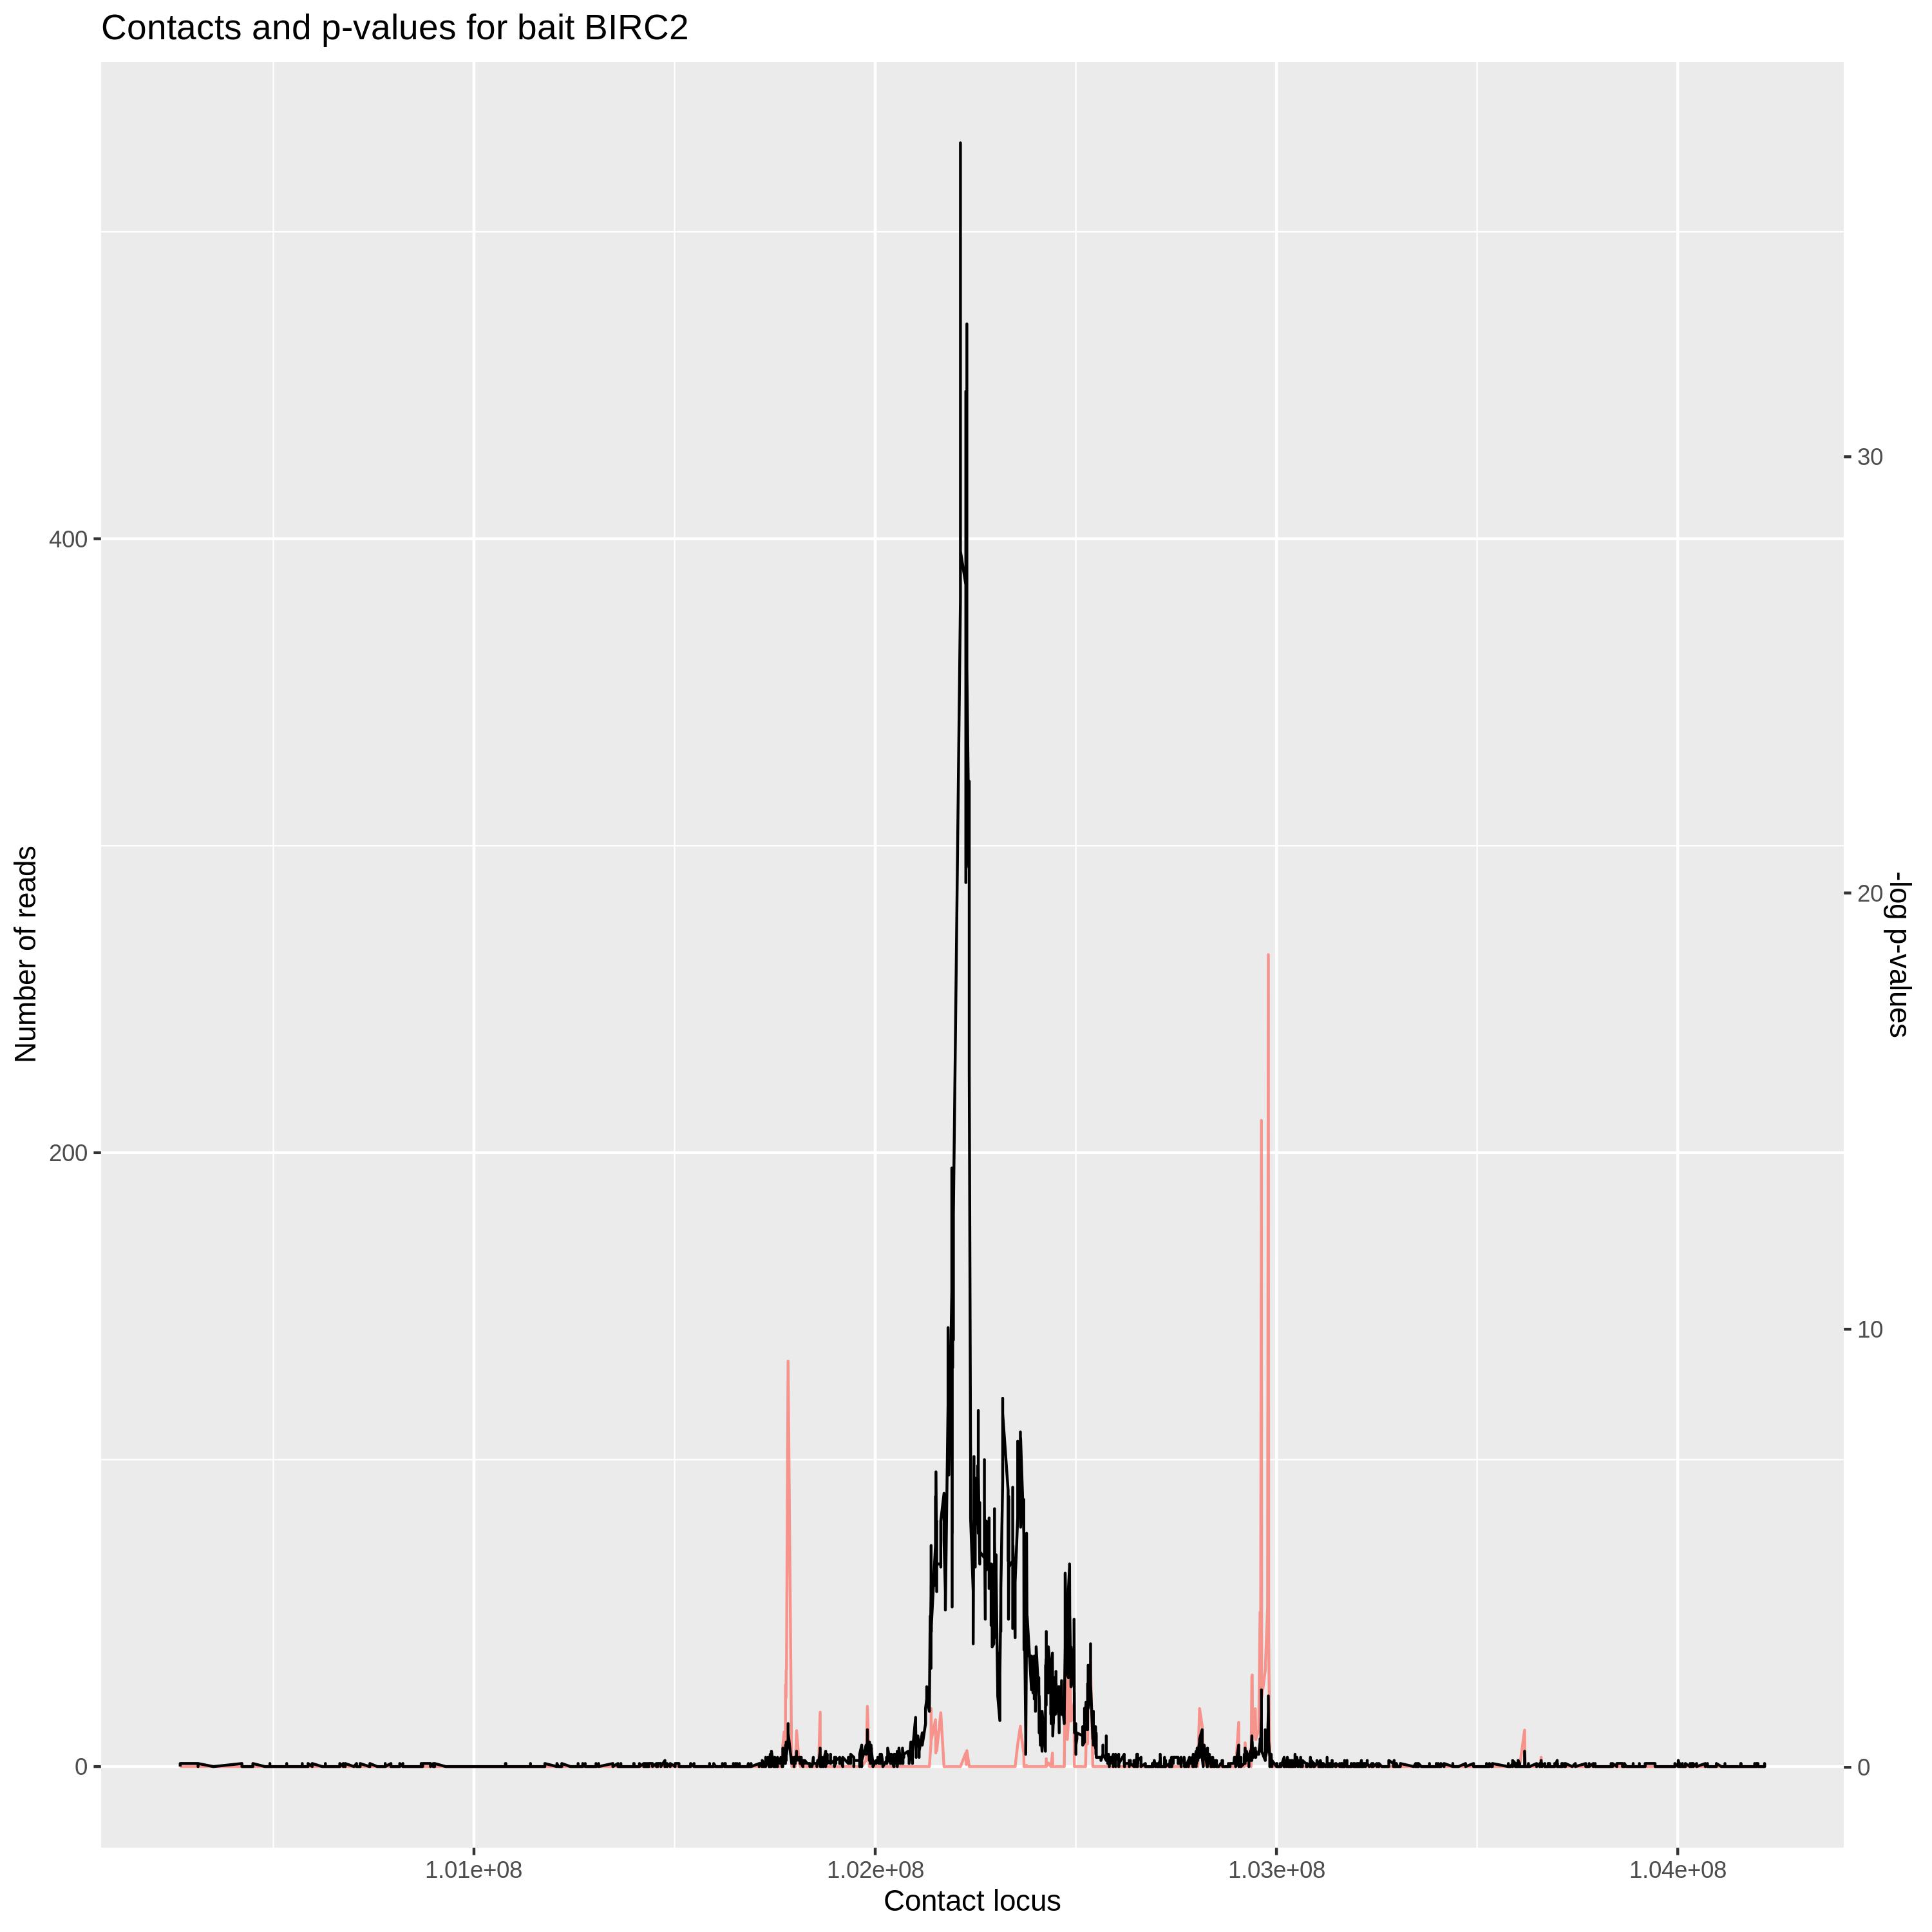 Contacts and p-values for bait BIRC2
Number of reads
400
200
0
30
20
10
0
-log p-values
1.01e+08
1.02e+08
1.03e+08
1.04e+08
Contact locus